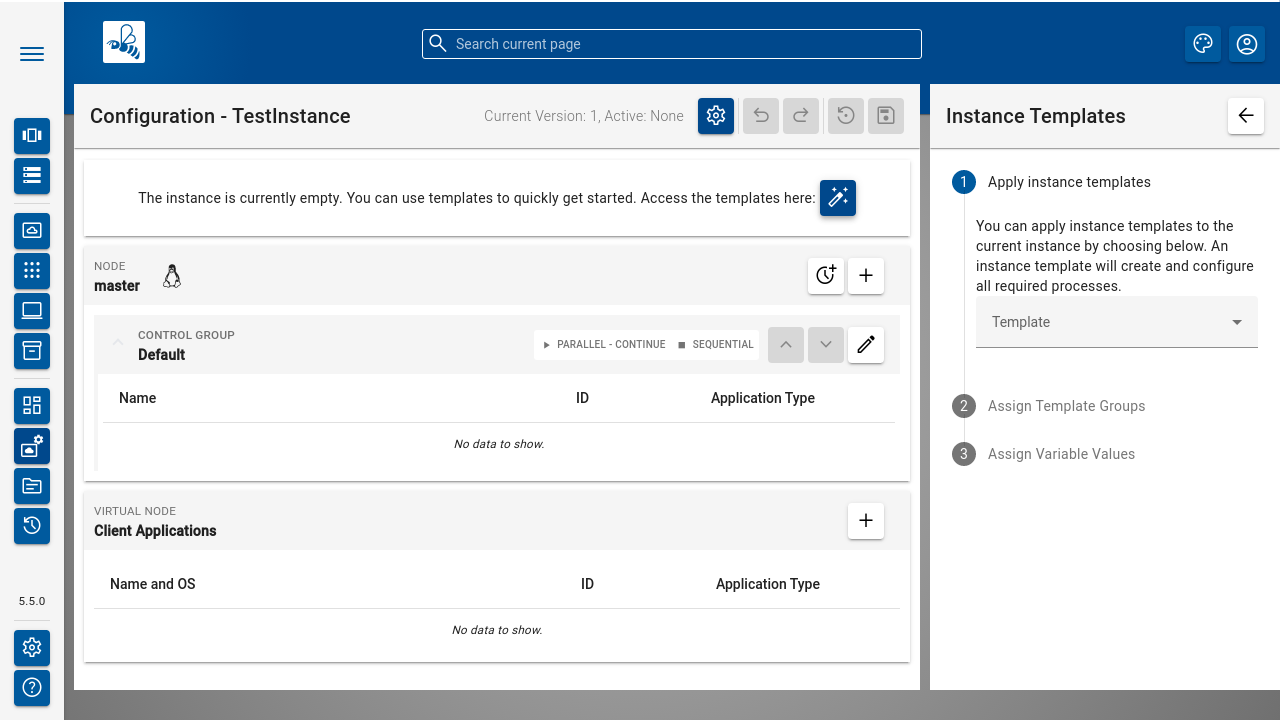 Search current page
Configuration - TestInstance
Current Version: 1, Active: None
Instance Templates
The instance is currently empty. You can use templates to quickly get started. Access the templates here:
NODE
master
CONTROL GROUP
Default
PARALLEL - CONTINUE
SEQUENTIAL
Name
ID
Application Type
No data to show.
VIRTUAL NODE
Client Applications
Name and OS
ID
Application Type
No data to show.
1
Apply instance templates
You can apply instance templates to the
current instance by choosing below. An
instance template will create and configure
all required processes.
Template
2
Assign Template Groups
3
Assign Variable Values
5.5.0